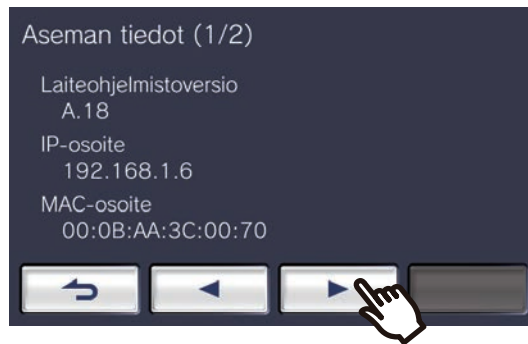 Aseman tiedot (1/2)
Laiteohjelmistoversio
A.18
IP-osoite
192.168.1.6
MAC-osoite
00:0B:AA:3C:00:70